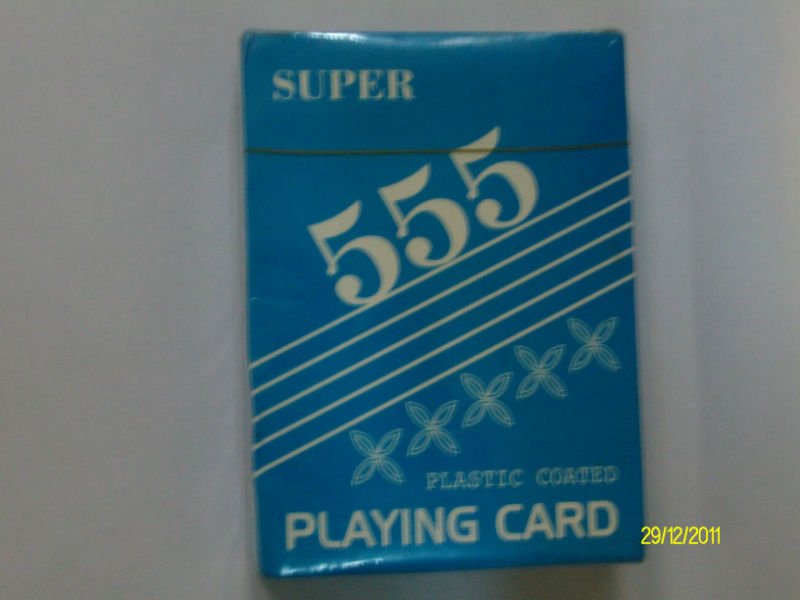 SUPER
555
PLASTIC COATED
PLAYING CARD
29/12/2011